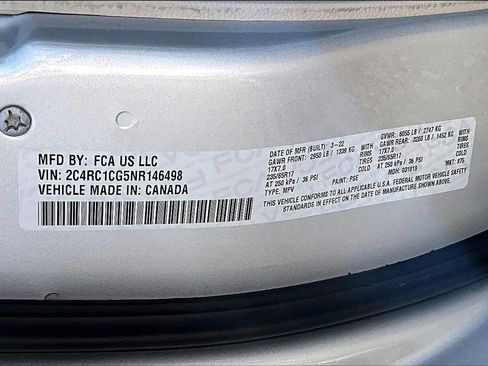 MFD BY: FCA US LLC
VIN: 2C4RC1CG5NR146498
VEHICLE MADE IN: CANADA
DATE OF MFR (BUILT): 3-22
GVWR: 6055 LB / 2747 KG
GAWR FRONT: 2950 LB / 1338 KG WITH
GAWR REAR: 3200 LB / 1452 KG WITH
17X7.0 RIMS
17X7.0 RIMS
235/65R17 TIRES
235/65R17 TIRES
AT 250 kPa / 36 PSI COLD
AT 250 kPa / 36 PSI COLD
TYPE: MPV PAINT: PSE MDH: 031819
THIS VEHICLE CONFORMS TO ALL APPLICABLE U.S.A. FEDERAL MOTOR VEHICLE SAFETY
STANDARDS IN EFFECT ON THE DATE OF MANUFACTURE SHOWN ABOVE.